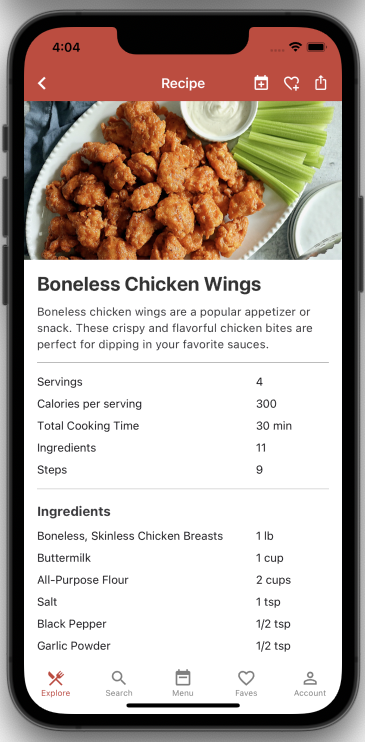 4:04
Recipe
Boneless Chicken Wings
Boneless chicken wings are a popular appetizer or
snack. These crispy and flavorful chicken bites are
perfect for dipping in your favorite sauces.
Servings 4
Calories per serving 300
Total Cooking Time 30 min
Ingredients 11
Steps 9
Ingredients
Boneless, Skinless Chicken Breasts 1 lb
Buttermilk 1 cup
All-Purpose Flour 2 cups
Salt 1 tsp
Black Pepper 1/2 tsp
Garlic Powder 1/2 tsp
Explore Search Menu Faves Account